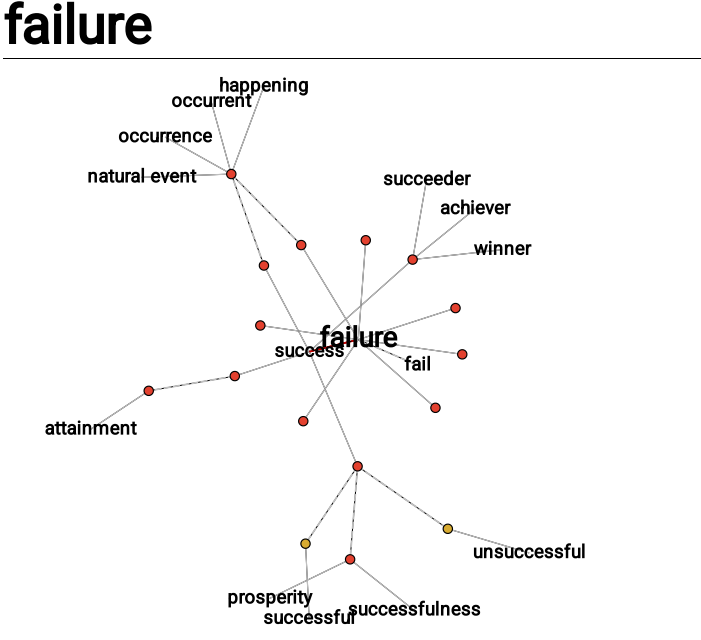 failure
happening
occurrent
occurrence
natural event
succeeder
achiever
winner
failure
success
fail
attainment
unsuccessful
prosperity
successfulness
successful